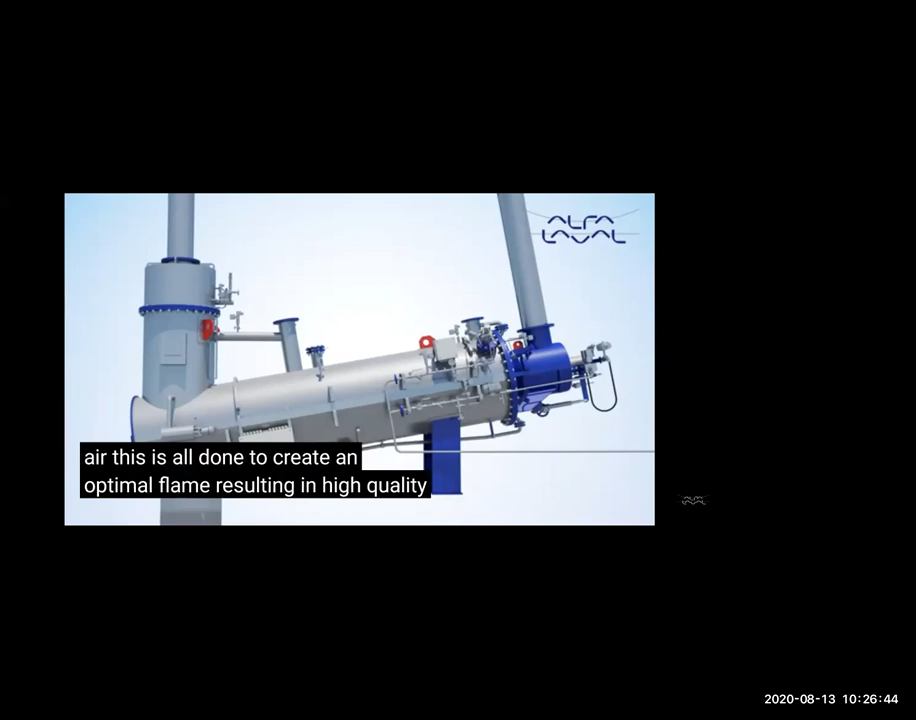 ALFA
LAVAL
air this is all done to create an
optimal flame resulting in high quality
2020-08-13 10:26:44